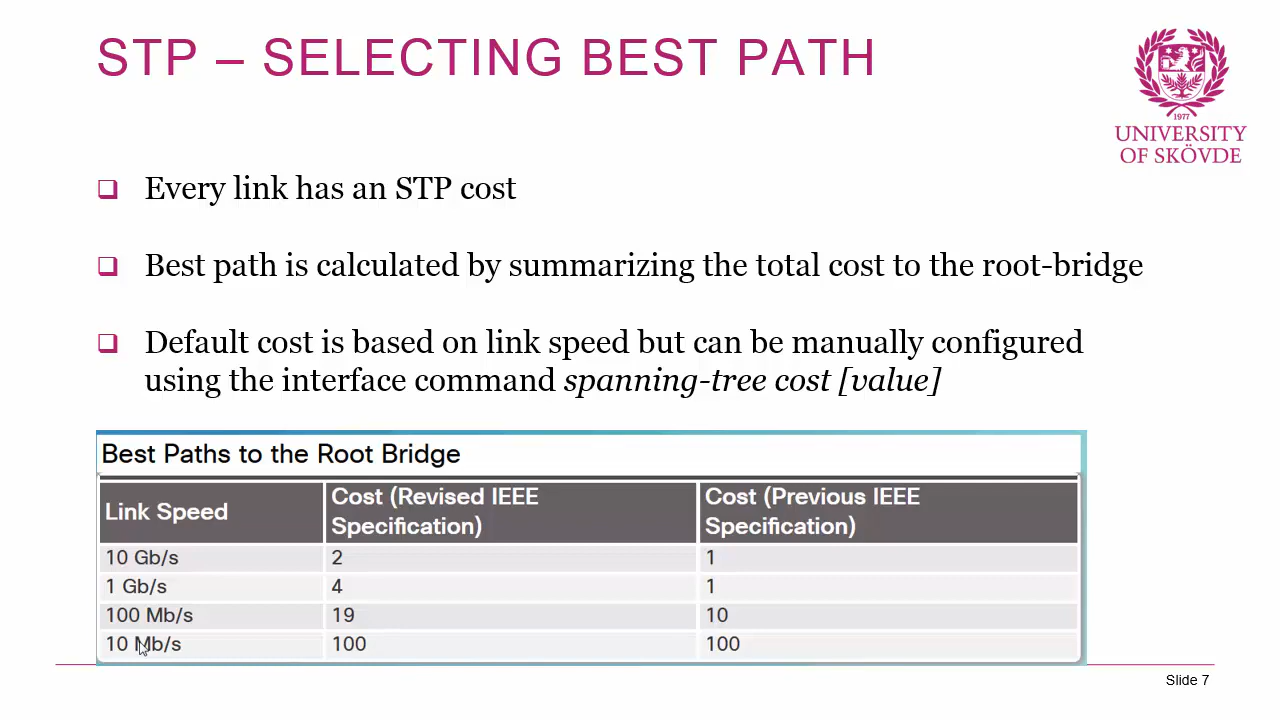 STP – SELECTING BEST PATH
1977
UNIVERSITY
OF SKÖVDE
Every link has an STP cost
Best path is calculated by summarizing the total cost to the root-bridge
Default cost is based on link speed but can be manually configured
using the interface command spanning-tree cost [value]
Best Paths to the Root Bridge
Link Speed Cost (Revised IEEE Specification) Cost (Previous IEEE Specification)
10 Gb/s 2 1
1 Gb/s 4 1
100 Mb/s 19 10
10 Mb/s 100 100
Slide 7